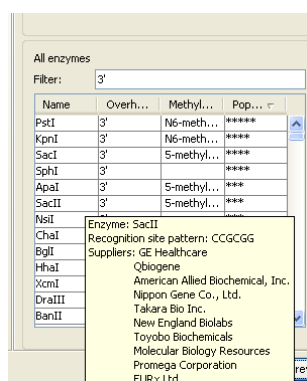 All enzymes
Filter: 3'
Name Overh... Methyl... Pop...
PstI 3' N6-meth... *****
KpnI 3' N6-meth... ****
SacI 3' 5-methyl... ****
SphI 3' ****
ApaI 3' 5-methyl... ***
SacII 3' 5-methyl... ***
NsiI
ChaI
BglI
HhaI
XcmI
DraIII
BanII
Enzyme: SacII
Recognition site pattern: CCGCGG
Suppliers: GE Healthcare
Qbiogene
American Allied Biochemical, Inc.
Nippon Gene Co., Ltd.
Takara Bio Inc.
New England Biolabs
Toyobo Biochemicals
Molecular Biology Resources
Promega Corporation
EURx Ltd.